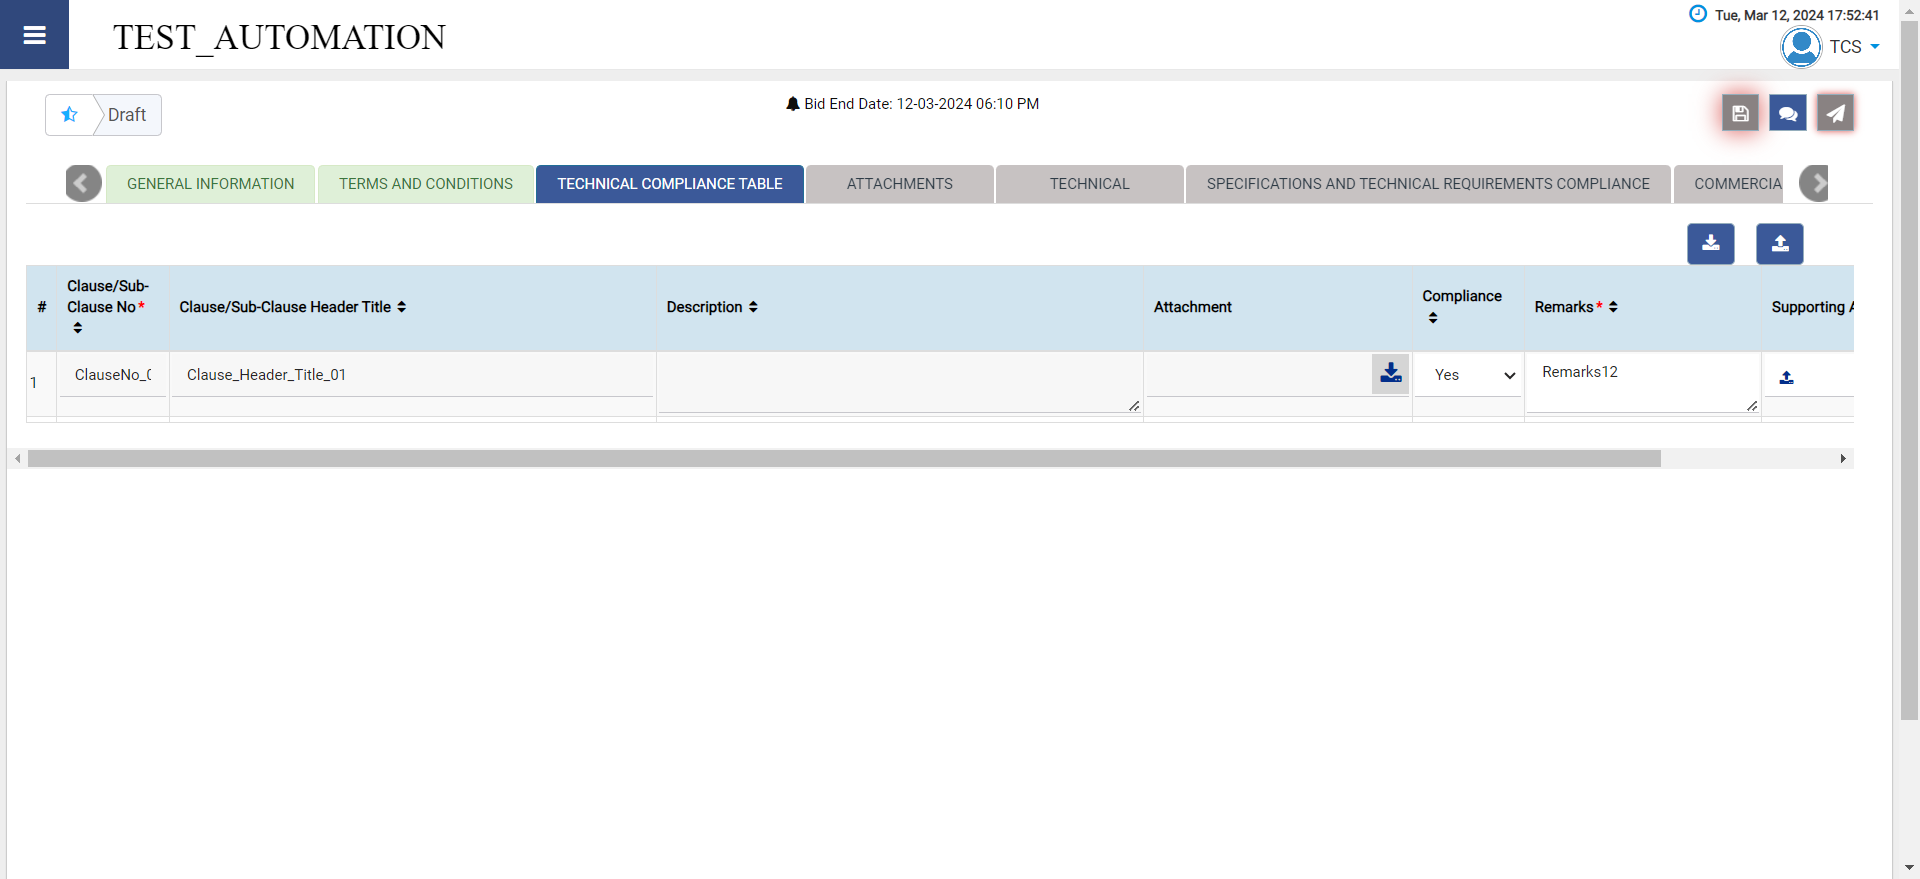 TEST_AUTOMATION
Tue, Mar 12, 2024 17:52:41
TCS
Draft
Bid End Date: 12-03-2024 06:10 PM
GENERAL INFORMATION
TERMS AND CONDITIONS
TECHNICAL COMPLIANCE TABLE
ATTACHMENTS
TECHNICAL
SPECIFICATIONS AND TECHNICAL REQUIREMENTS COMPLIANCE
COMMERCIA
#
Clause/Sub-
Clause No*
Clause/Sub-Clause Header Title
Description
Attachment
Compliance
Remarks*
Supporting
1
ClauseNo_
Clause_Header_Title_01
Yes
Remarks12